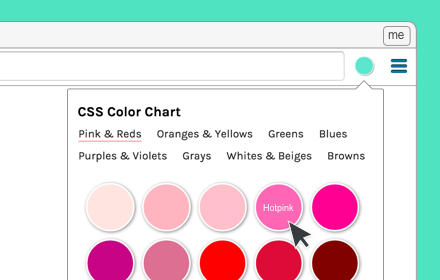 me
CSS Color Chart
Pink & Reds Oranges & Yellows Greens Blues
Purples & Violets Grays Whites & Beiges Browns
Hotpink